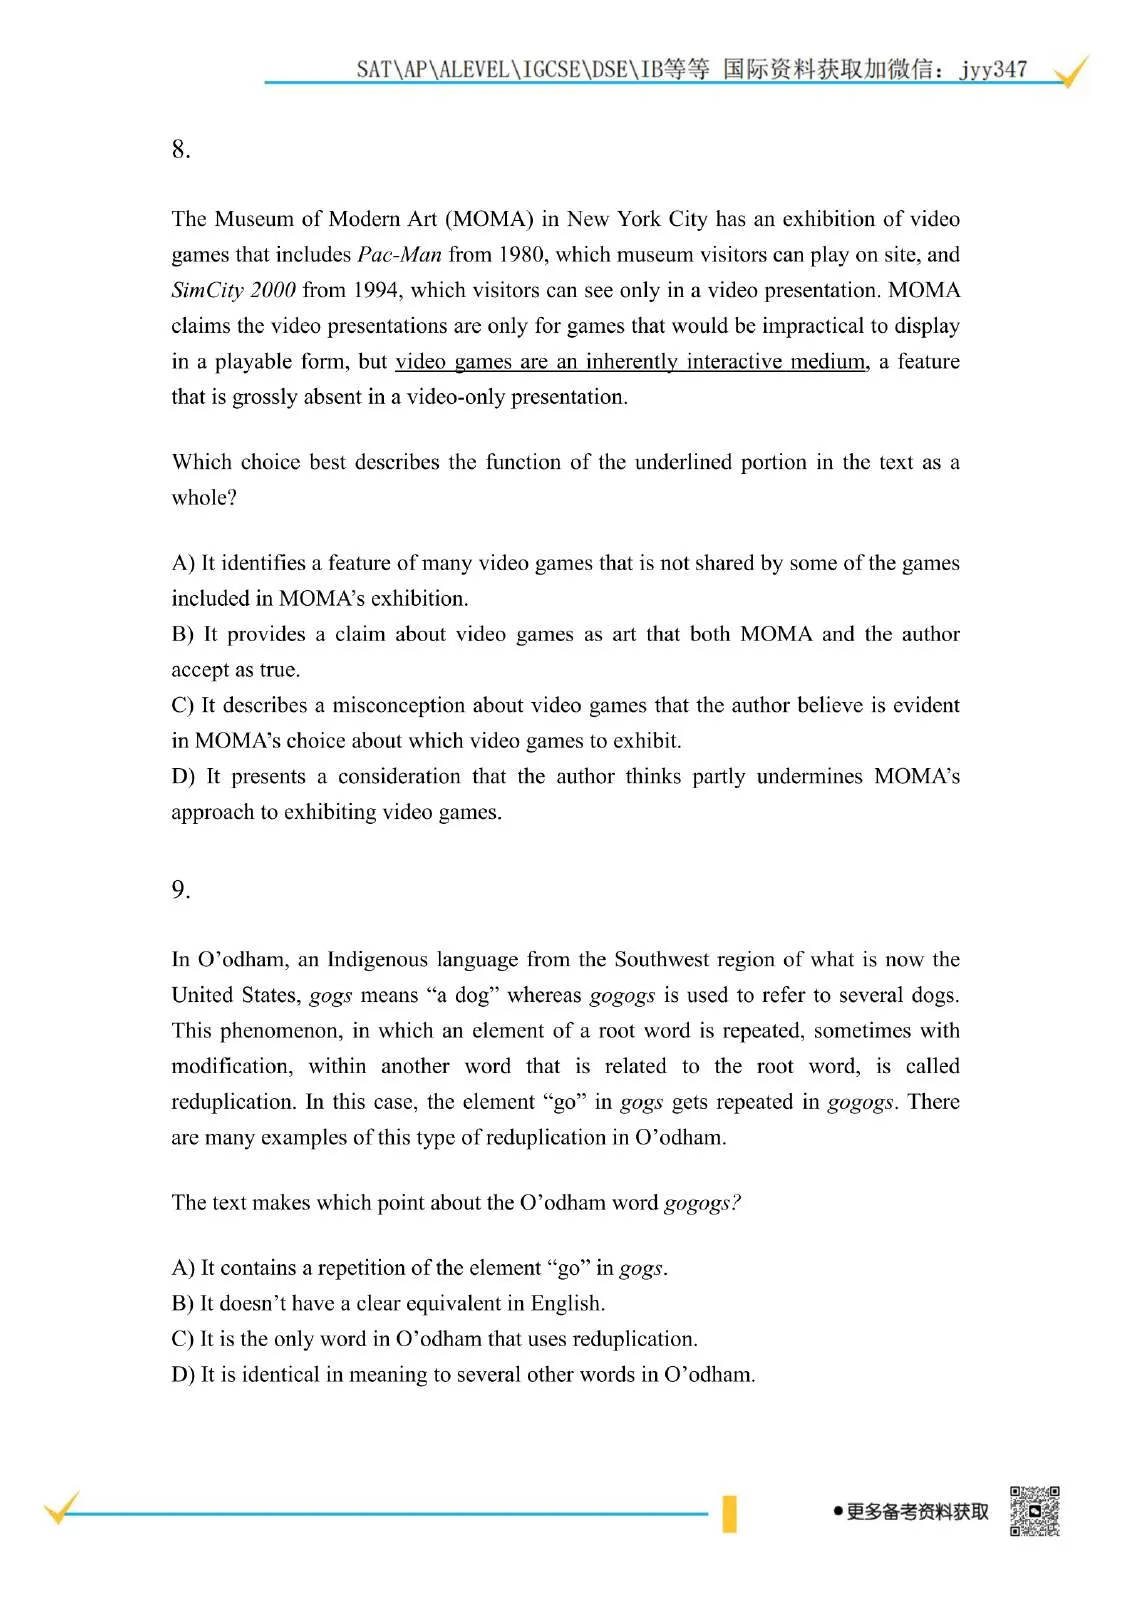 SAT\AP\ALEVEL\IGCSE\DSE\IB等等 国际资料获取加微信：jyy347
8.
The Museum of Modern Art (MOMA) in New York City has an exhibition of video
games that includes Pac-Man from 1980, which museum visitors can play on site, and
SimCity 2000 from 1994, which visitors can see only in a video presentation. MOMA
claims the video presentations are only for games that would be impractical to display
in a playable form, but video games are an inherently interactive medium, a feature
that is grossly absent in a video-only presentation.
Which choice best describes the function of the underlined portion in the text as a
whole?
A) It identifies a feature of many video games that is not shared by some of the games
included in MOMA's exhibition.
B) It provides a claim about video games as art that both MOMA and the author
accept as true.
C) It describes a misconception about video games that the author believe is evident
in MOMA's choice about which video games to exhibit.
D) It presents a consideration that the author thinks partly undermines MOMA's
approach to exhibiting video games.
9.
In O'odham, an Indigenous language from the Southwest region of what is now the
United States, gogs means “a dog” whereas gogogs is used to refer to several dogs.
This phenomenon, in which an element of a root word is repeated, sometimes with
modification, within another word that is related to the root word, is called
reduplication. In this case, the element “go” in gogs gets repeated in gogogs. There
are many examples of this type of reduplication in O'odham.
The text makes which point about the O'odham word gogogs?
A) It contains a repetition of the element “go” in gogs.
B) It doesn't have a clear equivalent in English.
C) It is the only word in O'odham that uses reduplication.
D) It is identical in meaning to several other words in O'odham.
●更多备考资料获取